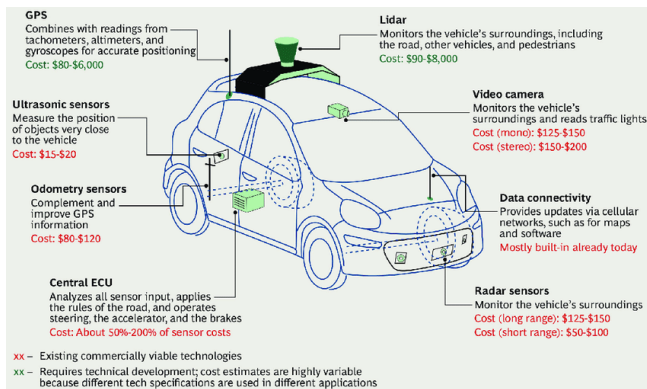 GPS
Combines with readings from
tachometers, altimeters, and
gyroscopes for accurate positioning
Cost: $80-$6,000
Lidar
Monitors the vehicle's surroundings, including
the road, other vehicles, and pedestrians
Cost: $90-$8,000
Ultrasonic sensors
Measure the position
of objects very close
to the vehicle
Cost: $15-$20
Video camera
Monitors the vehicle's
surroundings and reads traffic lights
Cost (mono): $125-$150
Cost (stereo): $150-$200
Odometry sensors
Complement and
improve GPS
information
Cost: $80-$120
Data connectivity
Provides updates via cellular
networks, such as for maps
and software
Mostly built-in already today
Central ECU
Analyzes all sensor input, applies
the rules of the road, and operates
steering, the accelerator, and the brakes
Cost: About 50%-200% of sensor costs
Radar sensors
Monitor the vehicle's surroundings
Cost (long range): $125-$150
Cost (short range): $50-$100
xx – Existing commercially viable technologies
xx – Requires technical development; cost estimates are highly variable
because different tech specifications are used in different applications